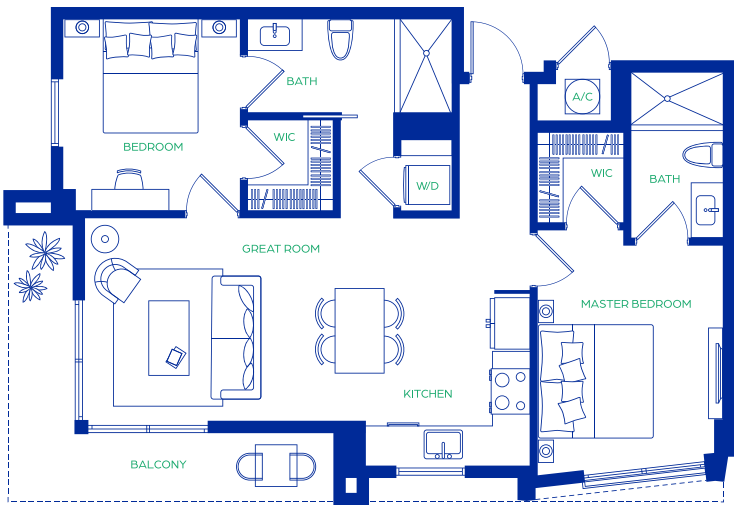 BATH
A/C
WIC
BEDROOM
WIC
BATH
W/D
GREAT ROOM
MASTER BEDROOM
KITCHEN
BALCONY